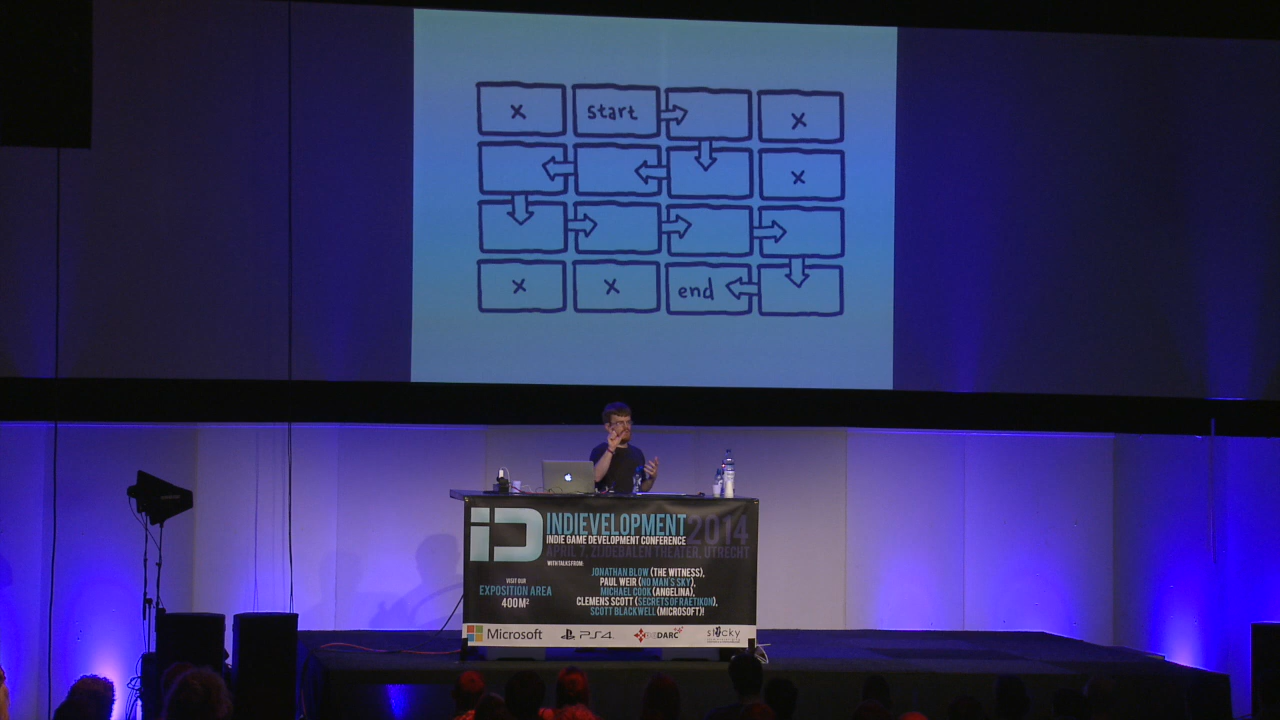 x start x
x
x x end
iD INDIEVELOPMENT 2014
INDIE GAME DEVELOPMENT CONFERENCE
APRIL 7, ZIJDEBALEN THEATER, UTRECHT
WITH TALKS FROM:
JONATHAN BLOW (THE WITNESS),
PAUL WEIR (NO MAN'S SKY),
MICHAEL COOK (ANGELINA),
CLEMENS SCOTT (SECRETS OF RAETIKON),
SCOTT BLACKWELL (MICROSOFT)!
VISIT OUR
EXPOSITION AREA
400M²
Microsoft PS4